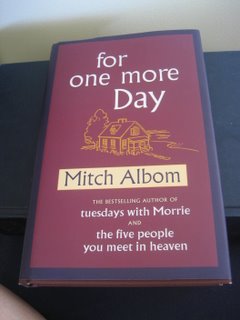 for
one more
Day
Mitch Albom
THE BESTSELLING AUTHOR OF
tuesdays with Morrie
AND
the five people
you meet in heaven